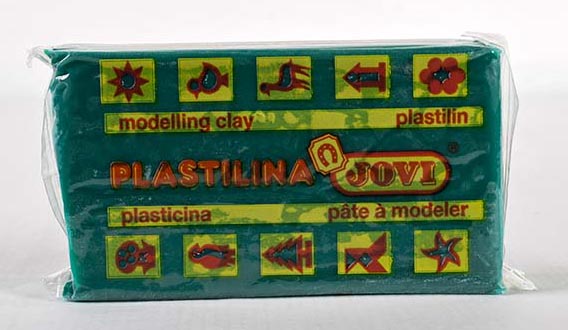 modelling clay plastilin
PLASTILINA JOVI ®
plasticina pâte à modeler